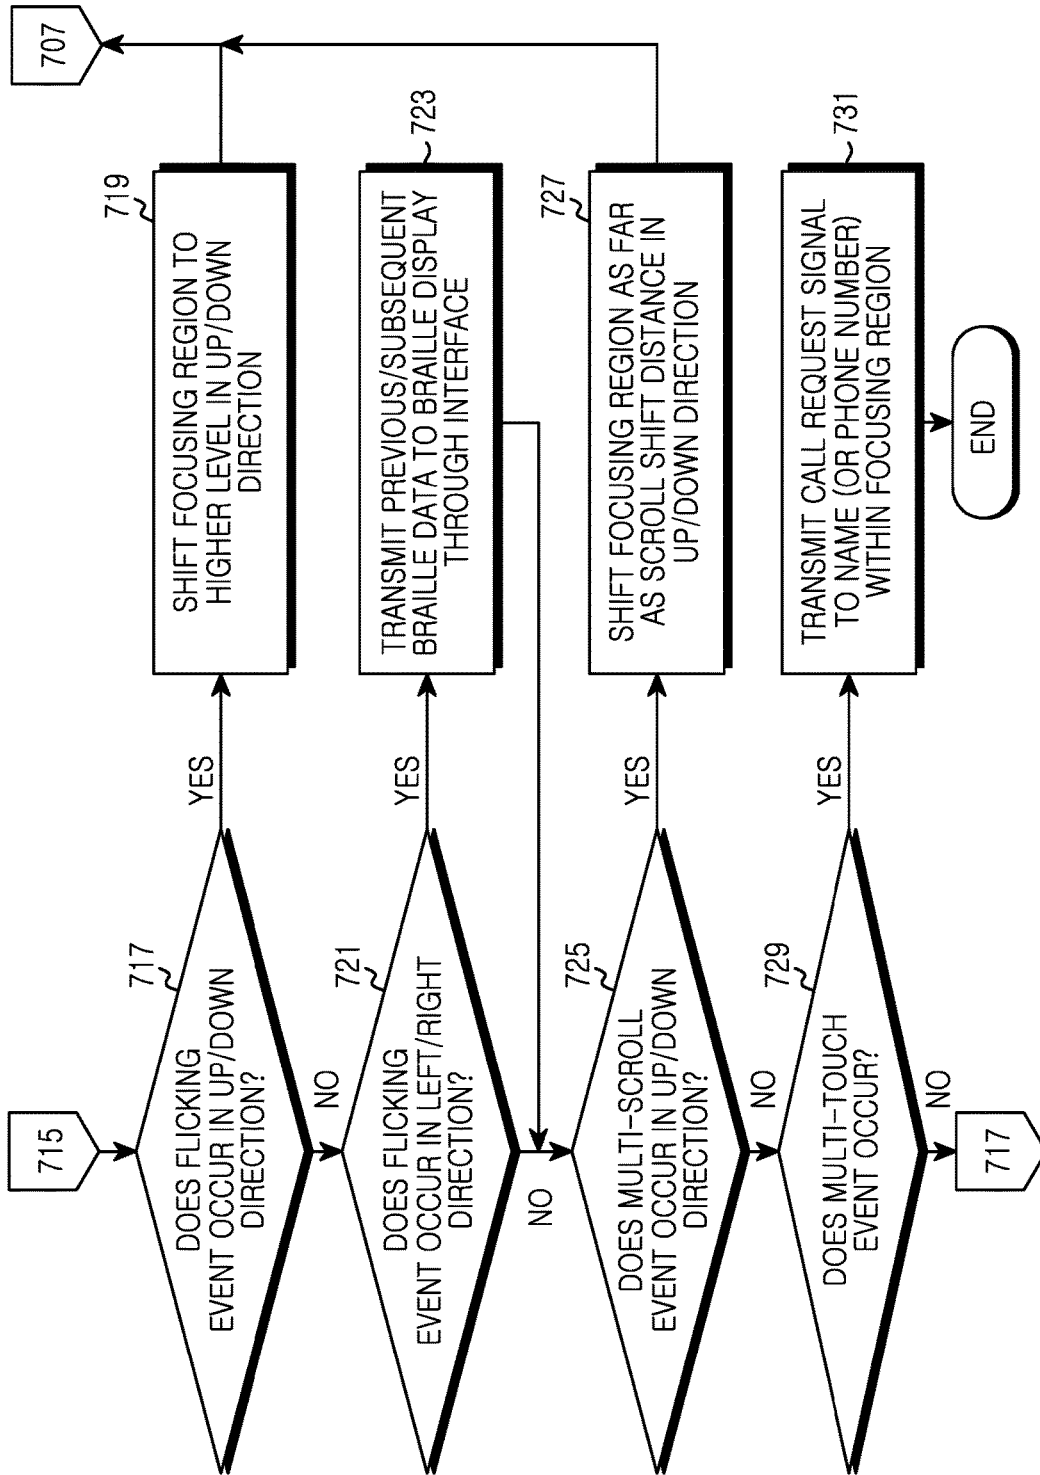 715
707
717
DOES FLICKING
EVENT OCCUR IN UP/DOWN
DIRECTION?
YES
719
SHIFT FOCUSING REGION TO
HIGHER LEVEL IN UP/DOWN
DIRECTION
NO
721
DOES FLICKING
EVENT OCCUR IN LEFT/RIGHT
DIRECTION?
YES
723
TRANSMIT PREVIOUS/SUBSEQUENT
BRAILLE DATA TO BRAILLE DISPLAY
THROUGH INTERFACE
NO
725
DOES MULTI-SCROLL
EVENT OCCUR IN UP/DOWN
DIRECTION?
YES
727
SHIFT FOCUSING REGION AS FAR
AS SCROLL SHIFT DISTANCE IN
UP/DOWN DIRECTION
NO
729
DOES MULTI-TOUCH
EVENT OCCUR?
YES
731
TRANSMIT CALL REQUEST SIGNAL
TO NAME (OR PHONE NUMBER)
WITHIN FOCUSING REGION
NO
717
END